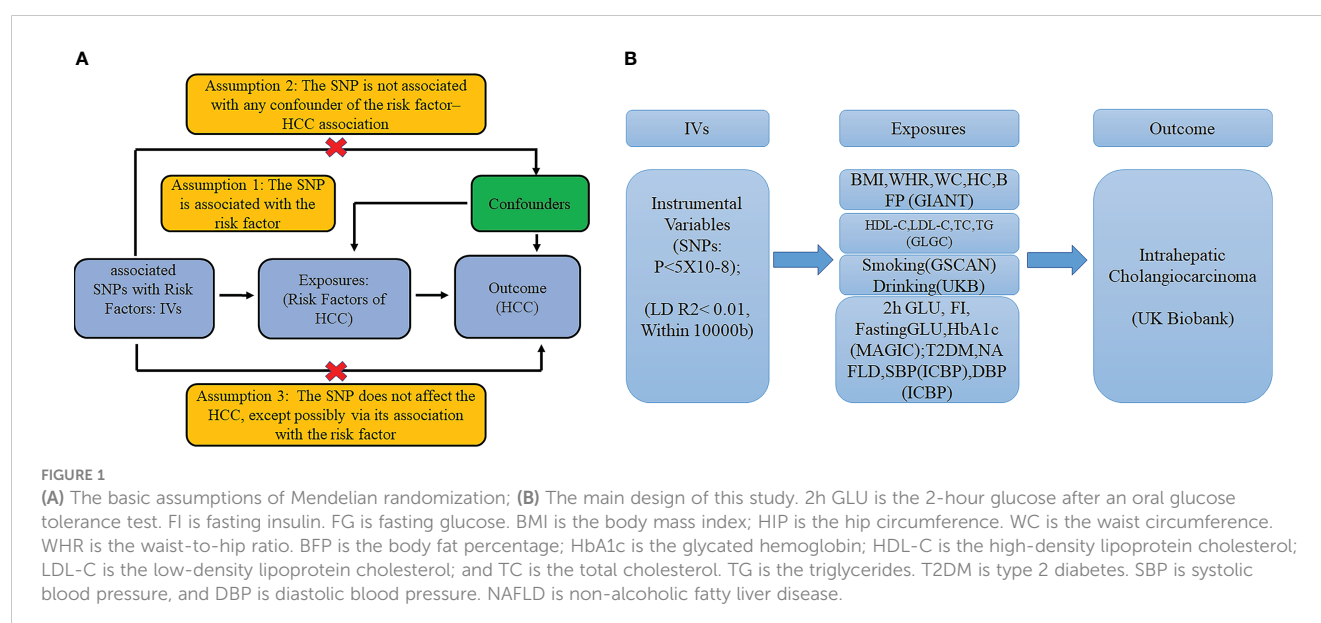 A
Assumption 2: The SNP is not associated
with any confounder of the risk factor–
HCC association
Assumption 1: The SNP
is associated with the
risk factor
Confounders
associated
SNPs with Risk
Factors: IVs
Exposures:
(Risk Factors of
HCC)
Outcome
(HCC)
Assumption 3: The SNP does not affect the
HCC, except possibly via its association
with the risk factor
B
IVs
Exposures
Outcome
Instrumental
Variables
(SNPs:
P<5X10-8);
(LD R2< 0.01,
Within 10000b)
BMI,WHR,WC,HC,B
FP (GIANT)
HDL-C,LDL-C,TC,TG
(GLGC)
Smoking(GSCAN)
Drinking(UKB)
2h GLU, FI,
FastingGLU,HbA1c
(MAGIC);T2DM,NA
FLD,SBP(ICBP),DBP
(ICBP)
Intrahepatic
Cholangiocarcinoma
(UK Biobank)
FIGURE 1
(A) The basic assumptions of Mendelian randomization; (B) The main design of this study. 2h GLU is the 2-hour glucose after an oral glucose
tolerance test. FI is fasting insulin. FG is fasting glucose. BMI is the body mass index; HIP is the hip circumference. WC is the waist circumference.
WHR is the waist-to-hip ratio. BFP is the body fat percentage; HbA1c is the glycated hemoglobin; HDL-C is the high-density lipoprotein cholesterol;
LDL-C is the low-density lipoprotein cholesterol; and TC is the total cholesterol. TG is the triglycerides. T2DM is type 2 diabetes. SBP is systolic
blood pressure, and DBP is diastolic blood pressure. NAFLD is non-alcoholic fatty liver disease.